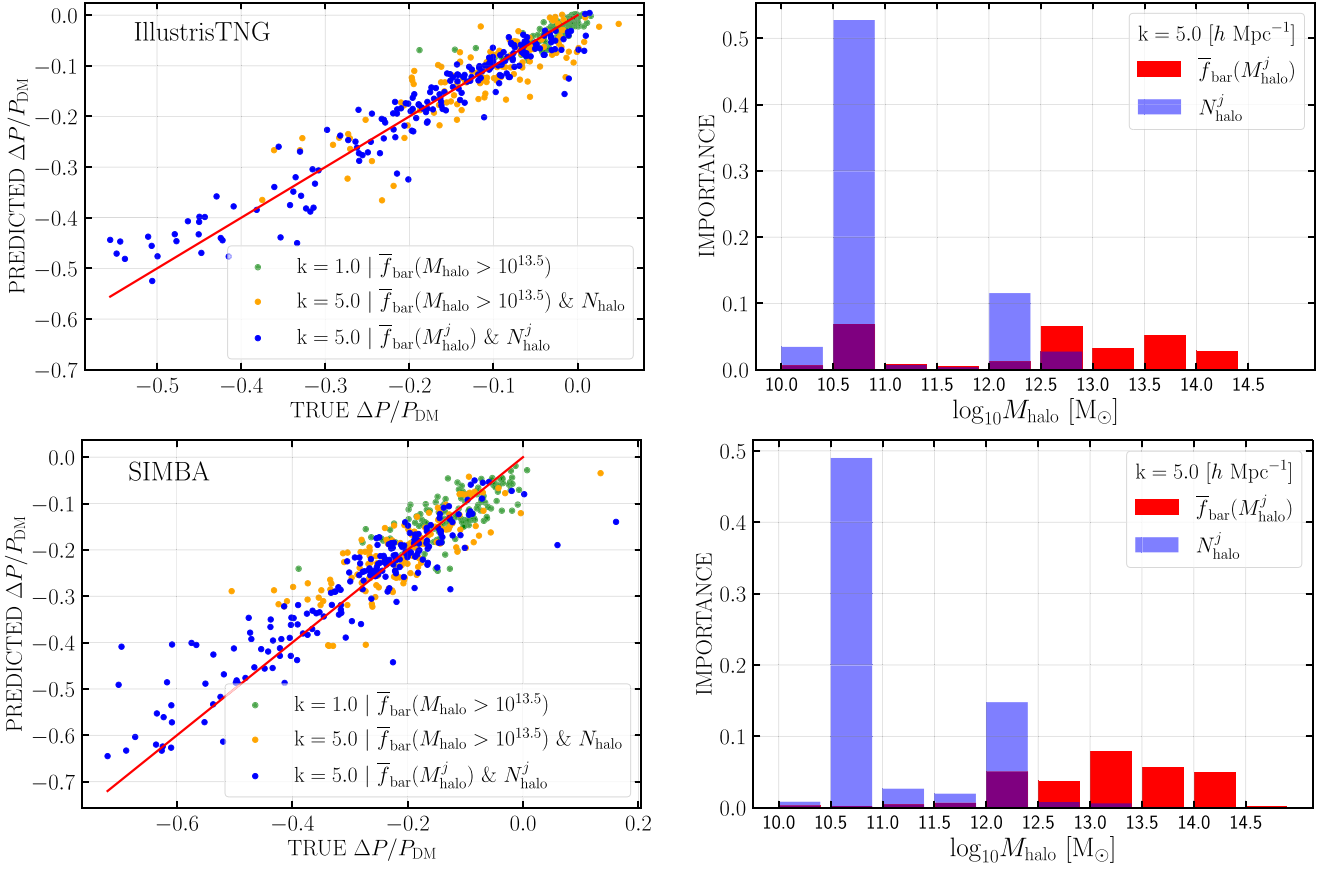 IllustrisTNG
PREDICTED ΔP/P_DM
0.0
−0.1
−0.2
−0.3
−0.4
−0.5
−0.6
−0.7
k = 1.0 | f̅_bar(M_halo > 10^13.5)
k = 5.0 | f̅_bar(M_halo > 10^13.5) & N_halo
k = 5.0 | f̅_bar(M^j_halo) & N^j_halo
−0.5 −0.4 −0.3 −0.2 −0.1 0.0
TRUE ΔP/P_DM
IMPORTANCE
0.5
0.4
0.3
0.2
0.1
0.0
k = 5.0 [h Mpc^−1]
f̅_bar(M^j_halo)
N^j_halo
10.0 10.5 11.0 11.5 12.0 12.5 13.0 13.5 14.0 14.5
log_10 M_halo [M_⊙]
SIMBA
PREDICTED ΔP/P_DM
0.0
−0.1
−0.2
−0.3
−0.4
−0.5
−0.6
−0.7
k = 1.0 | f̅_bar(M_halo > 10^13.5)
k = 5.0 | f̅_bar(M_halo > 10^13.5) & N_halo
k = 5.0 | f̅_bar(M^j_halo) & N^j_halo
−0.6 −0.4 −0.2 0.0 0.2
TRUE ΔP/P_DM
IMPORTANCE
0.5
0.4
0.3
0.2
0.1
0.0
k = 5.0 [h Mpc^−1]
f̅_bar(M^j_halo)
N^j_halo
10.0 10.5 11.0 11.5 12.0 12.5 13.0 13.5 14.0 14.5
log_10 M_halo [M_⊙]